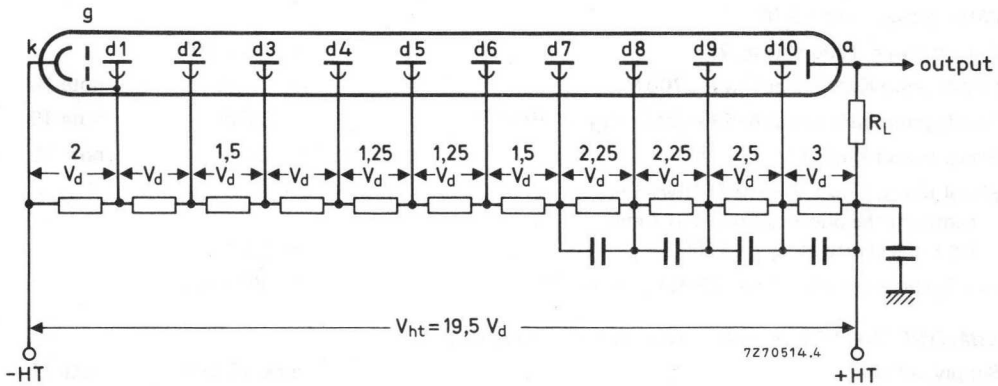 g
k d1 d2 d3 d4 d5 d6 d7 d8 d9 d10 a
output
R_L
2 1,5 1,25 1,25 1,5 2,25 2,25 2,5 3
V_d V_d V_d V_d V_d V_d V_d V_d V_d V_d V_d
V_ht = 19,5 V_d
7Z70514.4
-HT +HT